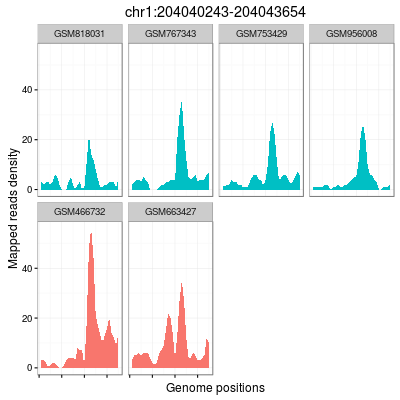 chr1:204040243-204043654
GSM818031 GSM767343 GSM753429 GSM956008
40
20
0
GSM466732 GSM663427
40
20
0
Mapped reads density
Genome positions